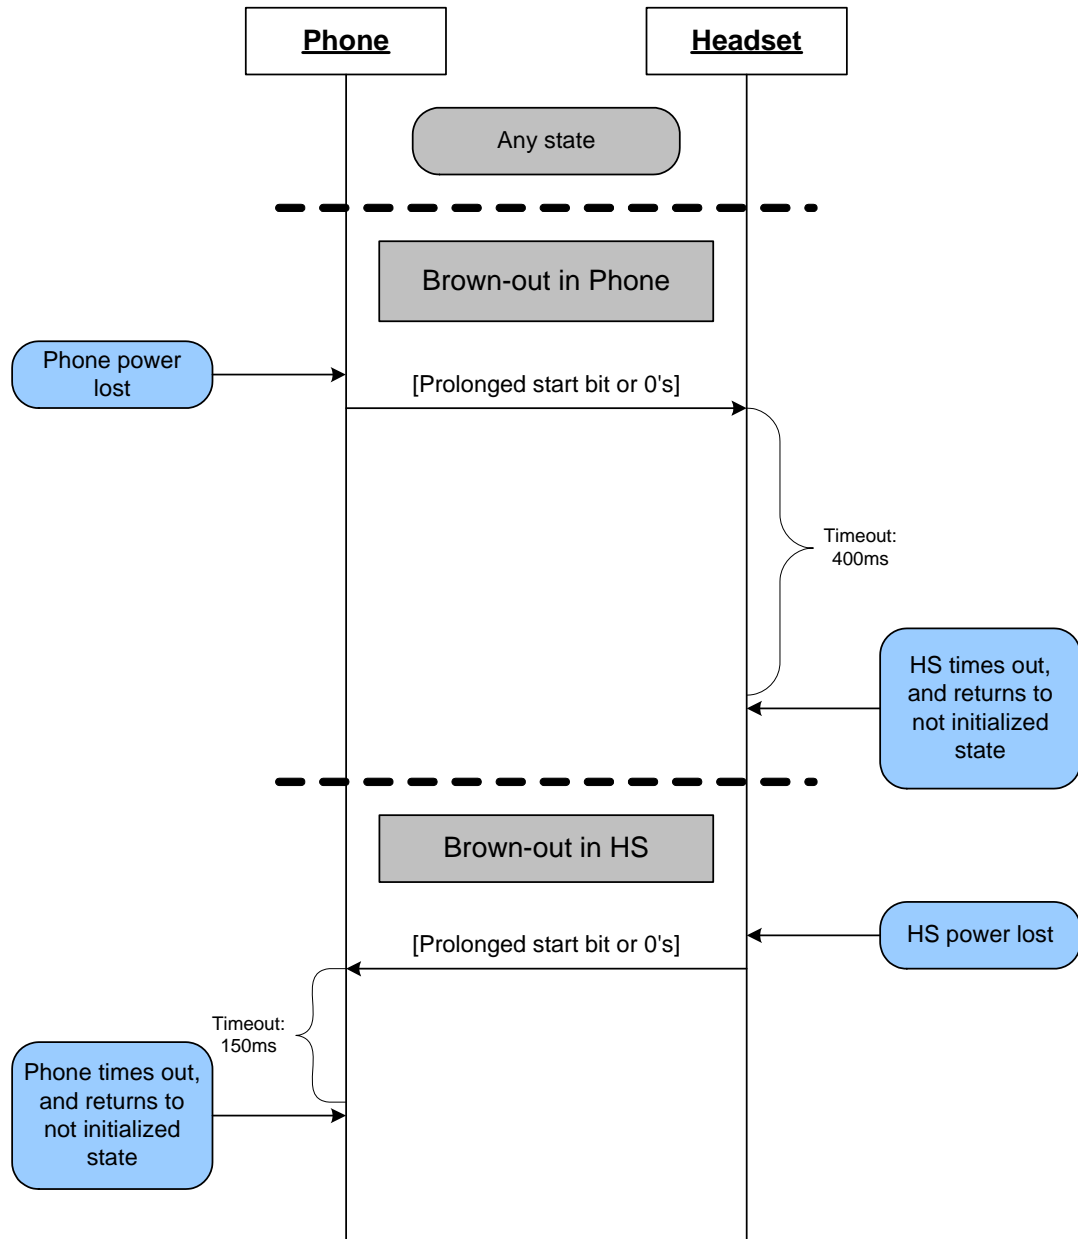 Phone
Headset
Any state
Brown-out in Phone
Phone power
lost
[Prolonged start bit or 0's]
Timeout:
400ms
HS times out,
and returns to
not initialized
state
Brown-out in HS
HS power lost
[Prolonged start bit or 0's]
Timeout:
150ms
Phone times out,
and returns to
not initialized
state